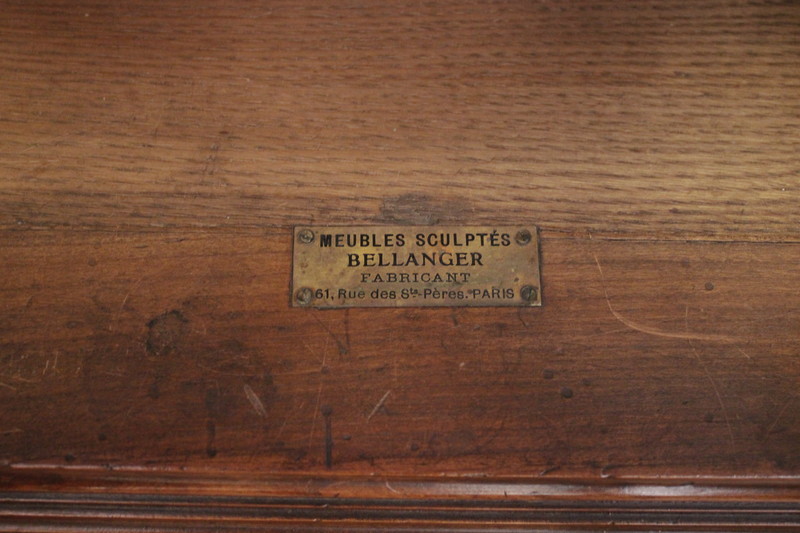 MEUBLES SCULPTÉS
BELLANGER
FABRICANT
61, Rue des Sts-Pères. PARIS